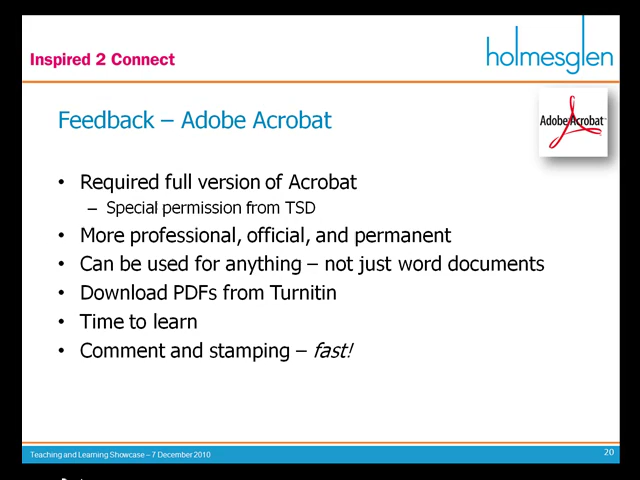 Inspired 2 Connect
holmesglen
Feedback – Adobe Acrobat
Adobe Acrobat
• Required full version of Acrobat
– Special permission from TSD
• More professional, official, and permanent
• Can be used for anything – not just word documents
• Download PDFs from Turnitin
• Time to learn
• Comment and stamping – fast!
Teaching and Learning Showcase – 7 December 2010
20